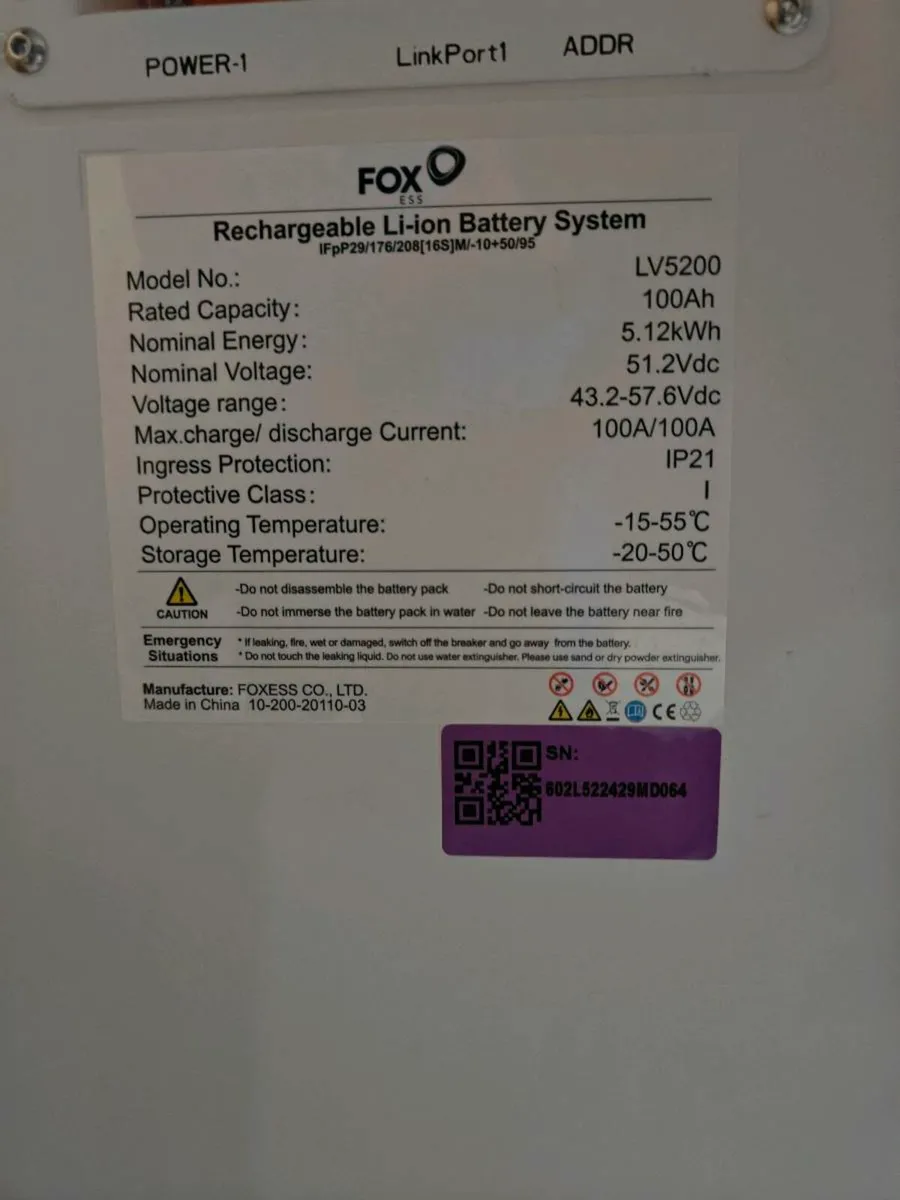 POWER-1 LinkPort1 ADDR
FOX
ESS
Rechargeable Li-ion Battery System
IFpP29/176/208[16S]M/-10+50/95
Model No.: LV5200
Rated Capacity: 100Ah
Nominal Energy: 5.12kWh
Nominal Voltage: 51.2Vdc
Voltage range: 43.2-57.6Vdc
Max.charge/ discharge Current: 100A/100A
Ingress Protection: IP21
Protective Class: I
Operating Temperature: -15-55℃
Storage Temperature: -20-50℃
CAUTION
-Do not disassemble the battery pack -Do not short-circuit the battery
-Do not immerse the battery pack in water -Do not leave the battery near fire
Emergency Situations
* If leaking, fire, wet or damaged, switch off the breaker and go away from the battery.
* Do not touch the leaking liquid. Do not use water extinguisher. Please use sand or dry powder extinguisher.
Manufacture: FOXESS CO., LTD.
Made in China 10-200-20110-03
CE
SN:
602L522429MD064